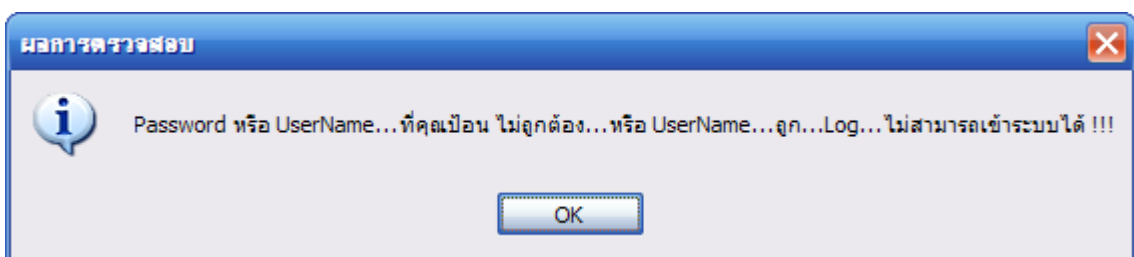 ผลการตรวจสอบ
Password หรือ UserName...ที่คุณป้อน ไม่ถูกต้อง...หรือ UserName...ถูก...Log...ไม่สามารถเข้าระบบได้ !!!
OK